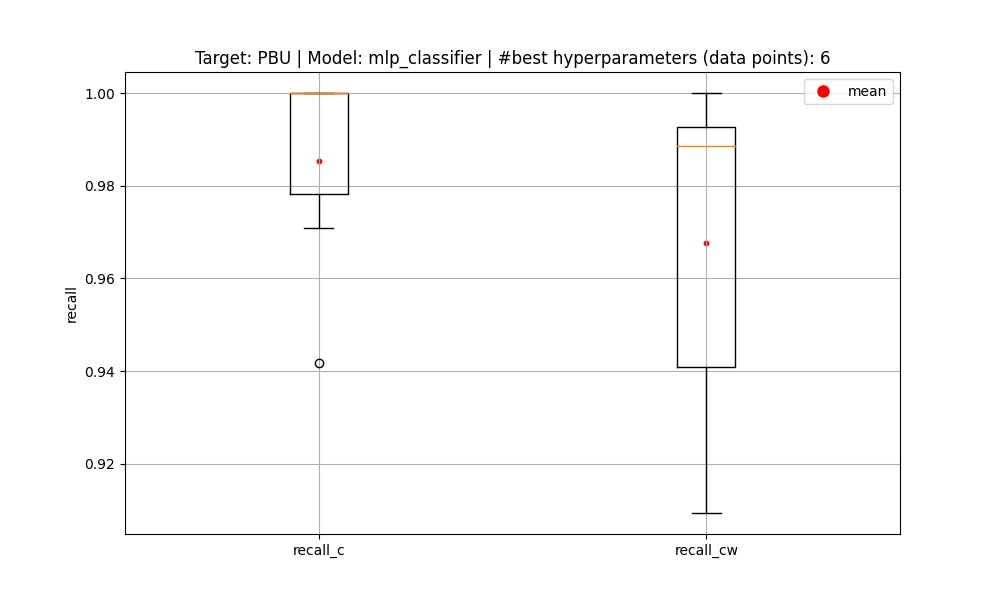 Target: PBU | Model: mlp_classifier | #best hyperparameters (data points): 6
mean
1.00
0.98
0.96
0.94
0.92
recall
recall_c
recall_cw